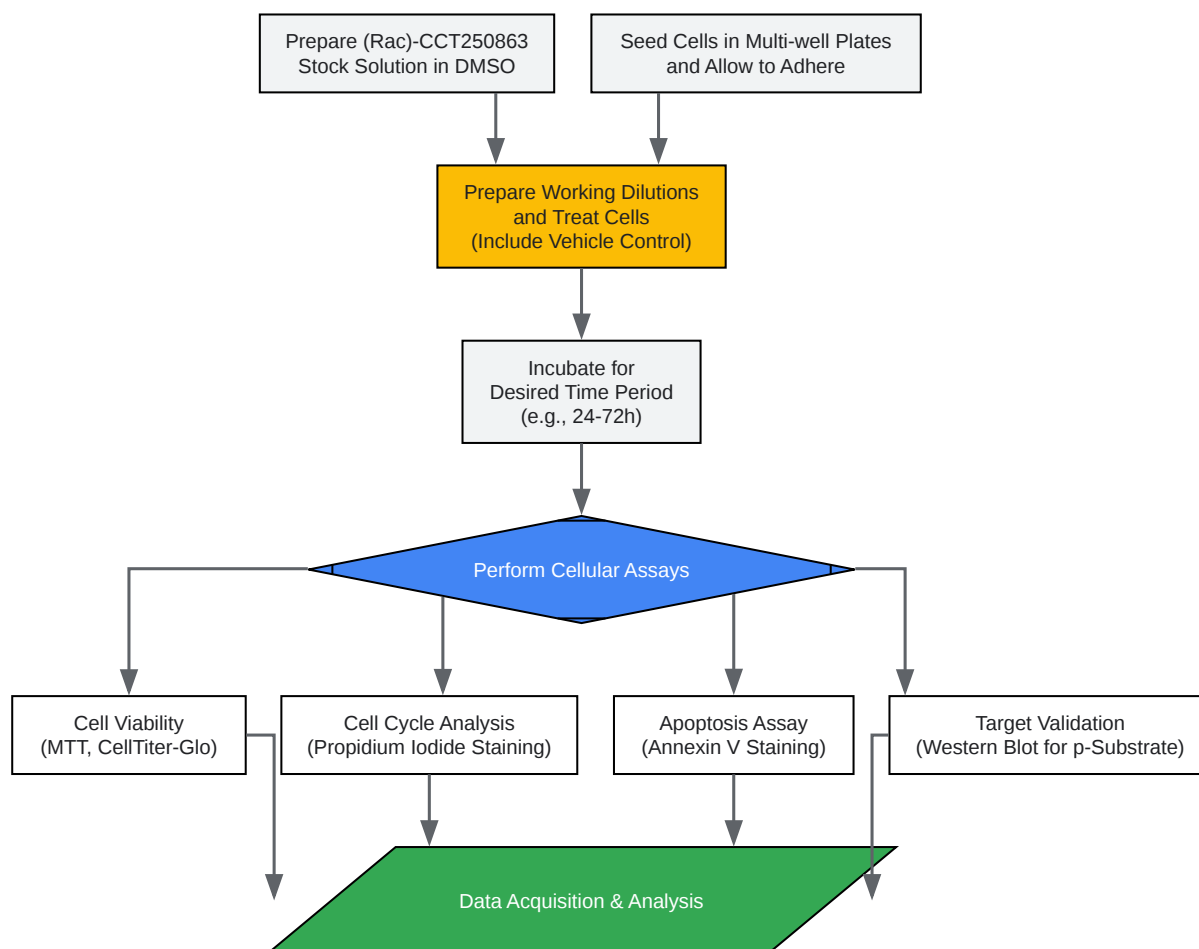 Prepare (Rac)-CCT250863
Stock Solution in DMSO
Seed Cells in Multi-well Plates
and Allow to Adhere
Prepare Working Dilutions
and Treat Cells
(Include Vehicle Control)
Incubate for
Desired Time Period
(e.g., 24-72h)
Perform Cellular Assays
Cell Viability
(MTT, CellTiter-Glo)
Cell Cycle Analysis
(Propidium Iodide Staining)
Apoptosis Assay
(Annexin V Staining)
Target Validation
(Western Blot for p-Substrate)
Data Acquisition & Analysis